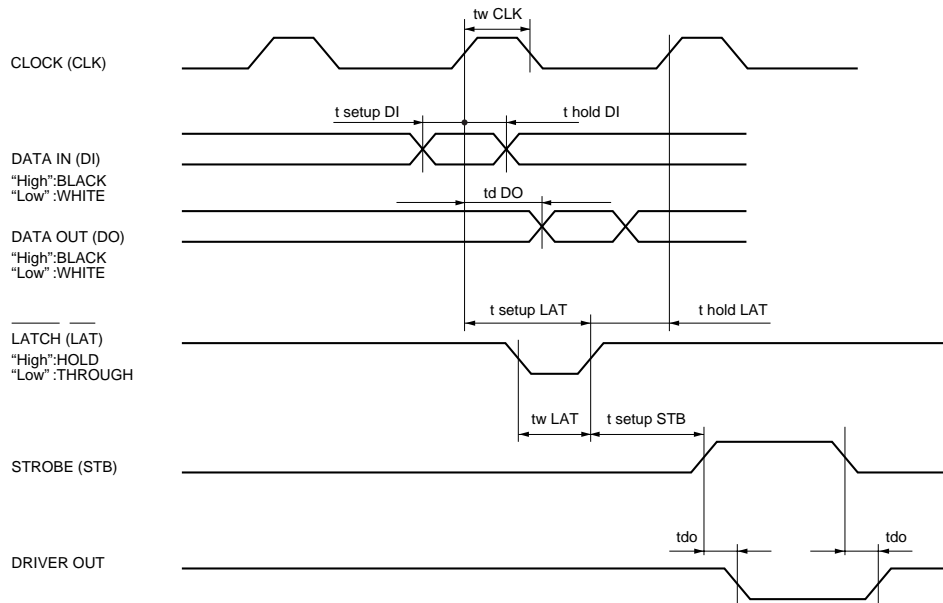 tw CLK
CLOCK (CLK)
t setup DI
t hold DI
DATA IN (DI)
“High”:BLACK
“Low” :WHITE
td DO
DATA OUT (DO)
“High”:BLACK
“Low” :WHITE
t setup LAT
t hold LAT
LATCH (LAT)
“High”:HOLD
“Low” :THROUGH
tw LAT
t setup STB
STROBE (STB)
tdo
tdo
DRIVER OUT